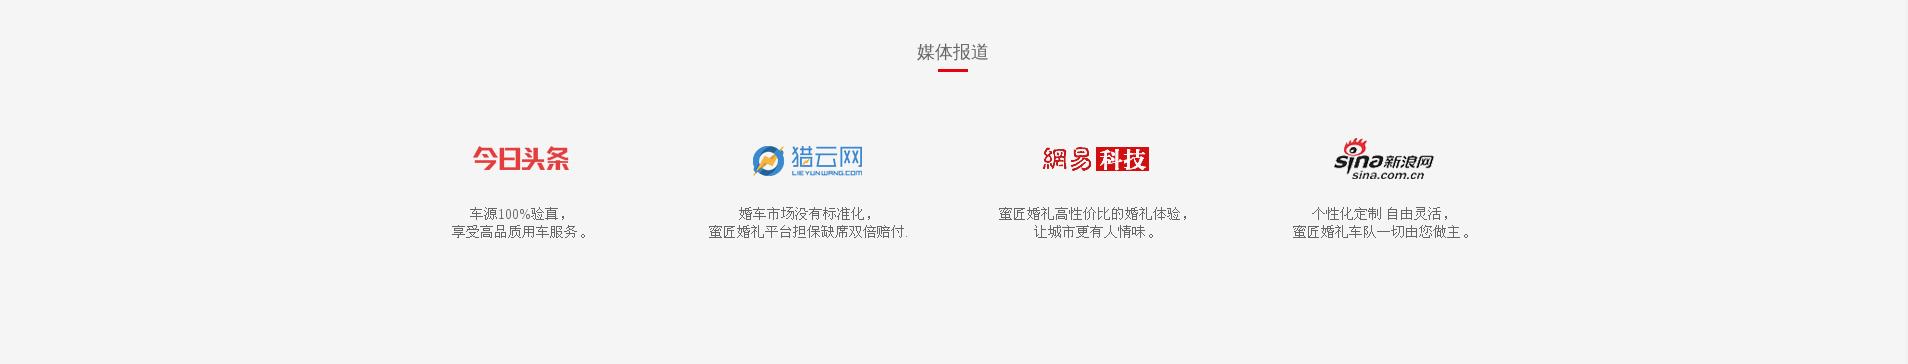 媒体报道
今日头条
猎云网
LIEYUNWANG.COM
網易科技
sina新浪网
sina.com.cn
车源100%验真，
享受高品质用车服务。
婚车市场没有标准化，
蜜匠婚礼平台担保缺席双倍赔付.
蜜匠婚礼高性价比的婚礼体验，
让城市更有人情味。
个性化定制 自由灵活，
蜜匠婚礼车队一切由您做主。